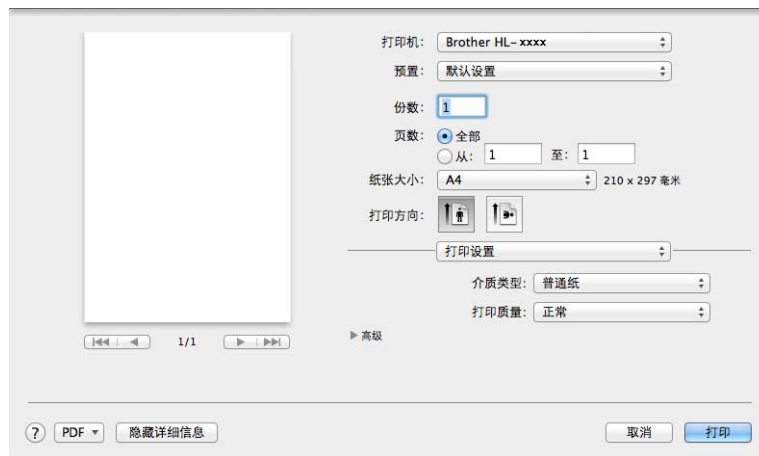 打印机: Brother HL-xxxx
预置: 默认设置
份数: 1
页数: 全部
从: 1 至: 1
纸张大小: A4 210 x 297 毫米
打印方向:
打印设置
介质类型: 普通纸
打印质量: 正常
1/1
高级
? PDF 隐藏详细信息 取消 打印